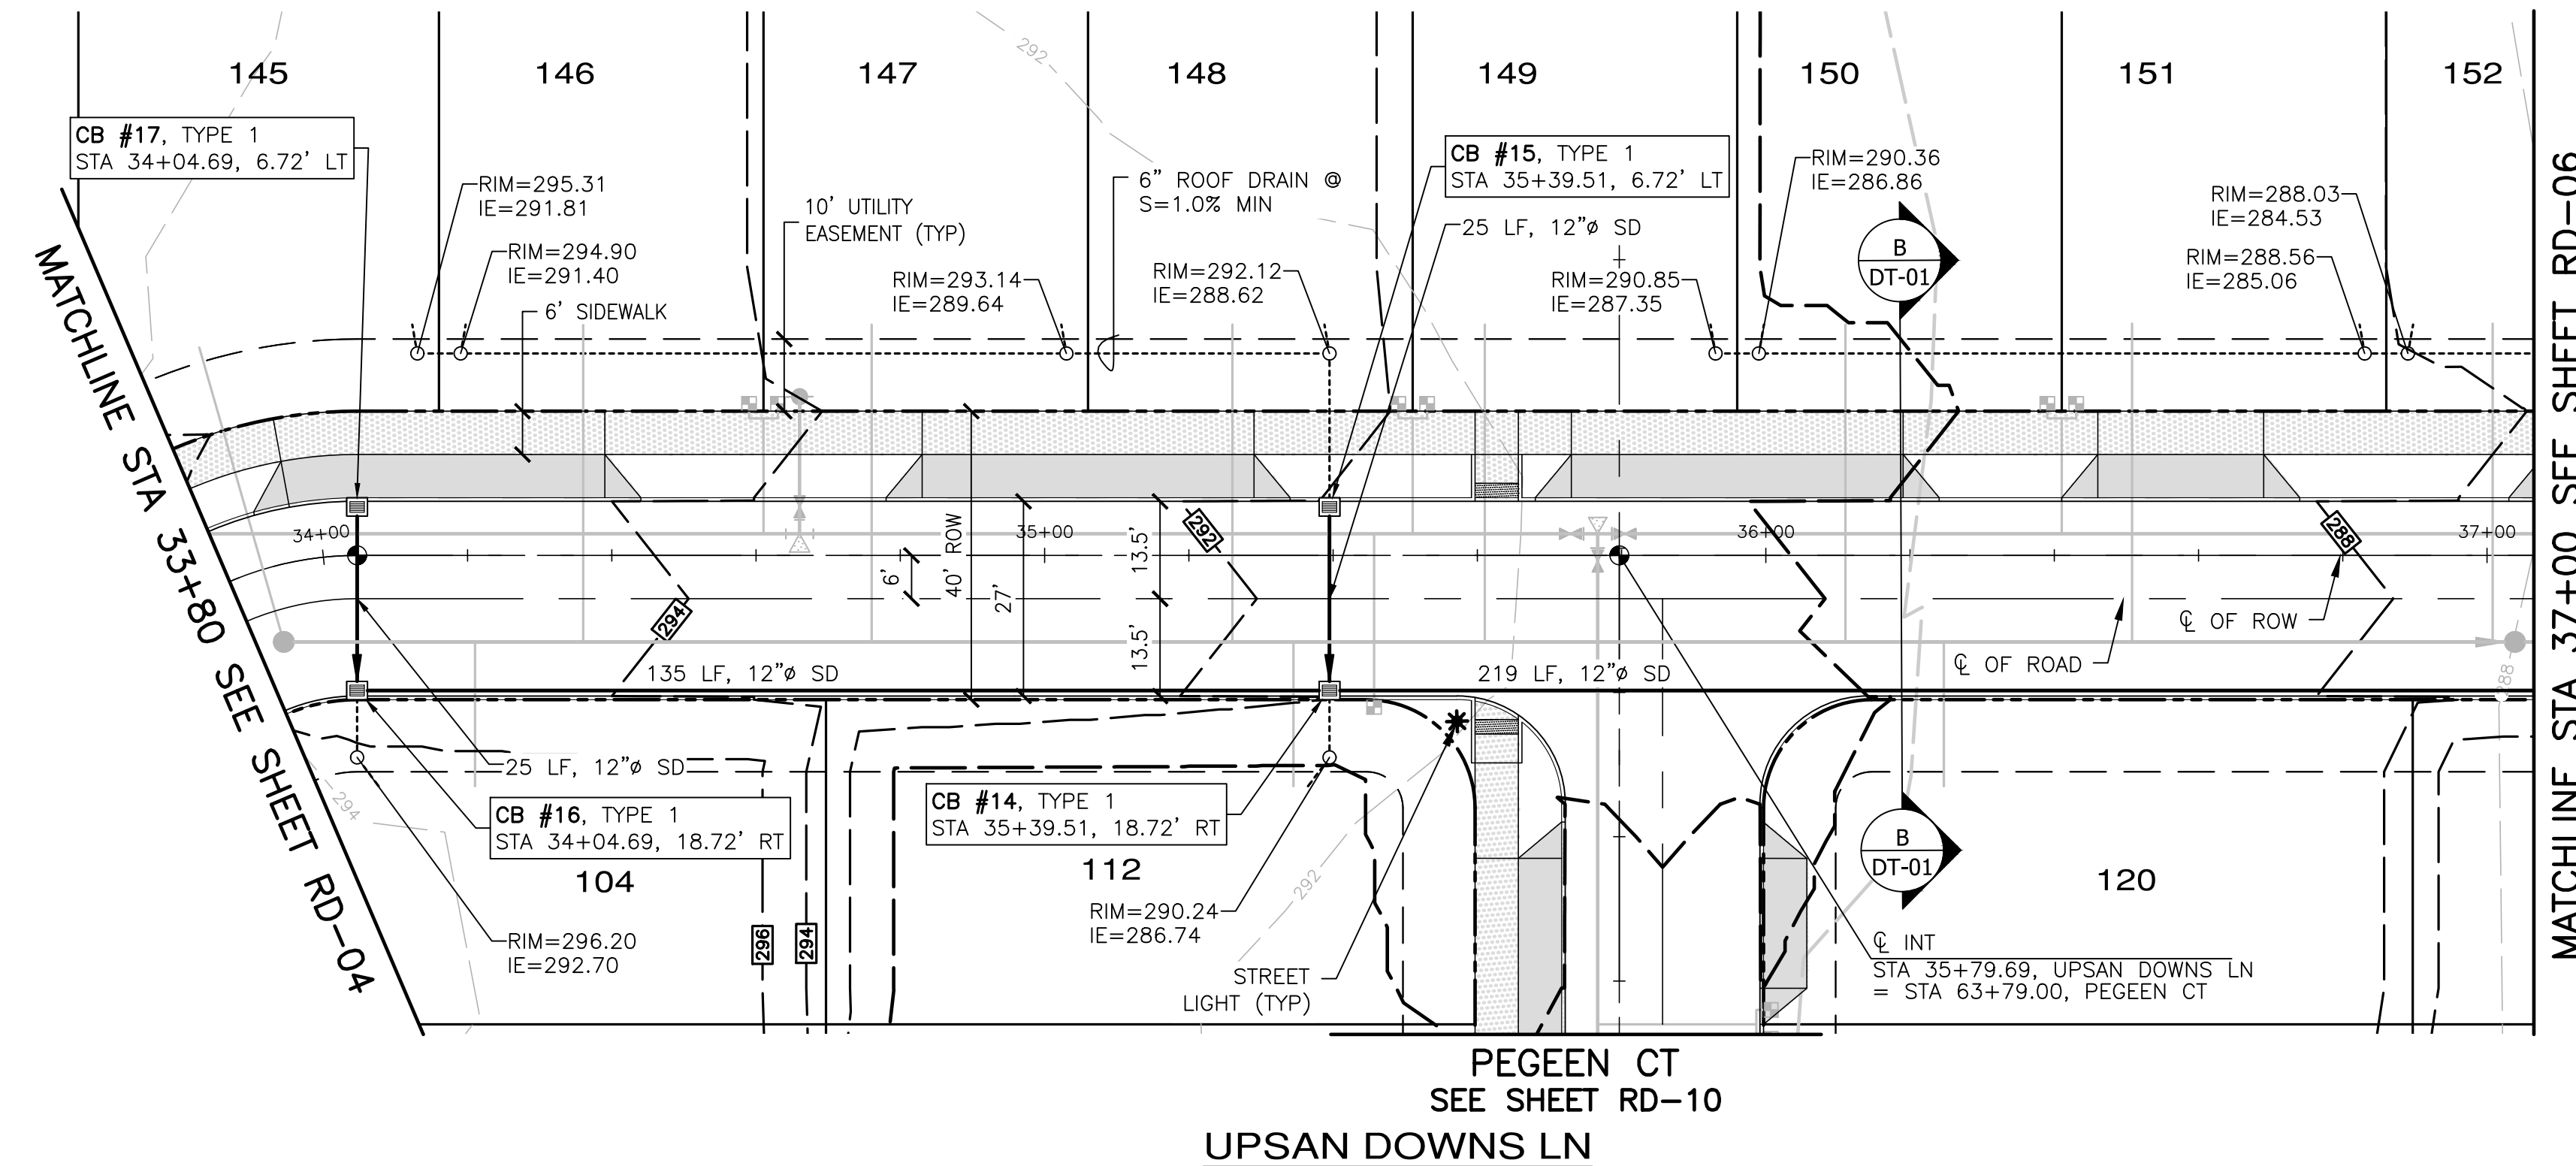 145
146
147
148
149
150
151
152
292
CB #17, TYPE 1
STA 34+04.69, 6.72' LT
CB #15, TYPE 1
STA 35+39.51, 6.72' LT
RIM=295.31
IE=291.81
RIM=294.90
IE=291.40
6' SIDEWALK
10' UTILITY
EASEMENT (TYP)
RIM=293.14
IE=289.64
6" ROOF DRAIN @
S=1.0% MIN
RIM=292.12
IE=288.62
25 LF, 12"ø SD
RIM=290.85
IE=287.35
RIM=290.36
IE=286.86
B
DT-01
RIM=288.03
IE=284.53
RIM=288.56
IE=285.06
MATCHLINE STA 33+80 SEE SHEET RD-04
MATCHLINE STA 37+00 SEE SHEET RD-06
34+00
35+00
36+00
37+00
294
292
288
6'
40' ROW
27'
13.5'
13.5'
℄ OF ROW
℄ OF ROAD
135 LF, 12"ø SD
219 LF, 12"ø SD
288
25 LF, 12"ø SD
294
CB #16, TYPE 1
STA 34+04.69, 18.72' RT
CB #14, TYPE 1
STA 35+39.51, 18.72' RT
104
112
120
292
B
DT-01
RIM=296.20
IE=292.70
296
294
RIM=290.24
IE=286.74
STREET
LIGHT (TYP)
℄ INT
STA 35+79.69, UPSAN DOWNS LN
= STA 63+79.00, PEGEEN CT
PEGEEN CT
SEE SHEET RD-10
UPSAN DOWNS LN